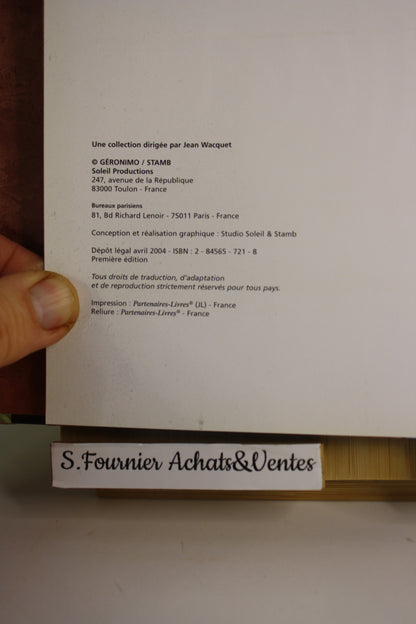 Une collection dirigée par Jean Wacquet
© GÉRONIMO / STAMB
Soleil Productions
247, avenue de la République
83000 Toulon - France
Bureaux parisiens
81, Bd Richard Lenoir - 75011 Paris - France
Conception et réalisation graphique : Studio Soleil & Stamb
Dépôt légal avril 2004 - ISBN : 2 - 84565 - 721 - 8
Première édition
Tous droits de traduction, d'adaptation
et de reproduction strictement réservés pour tous pays.
Impression : Partenaires-Livres® (JL) - France
Reliure : Partenaires-Livres® - France
S.Fournier Achats&Ventes